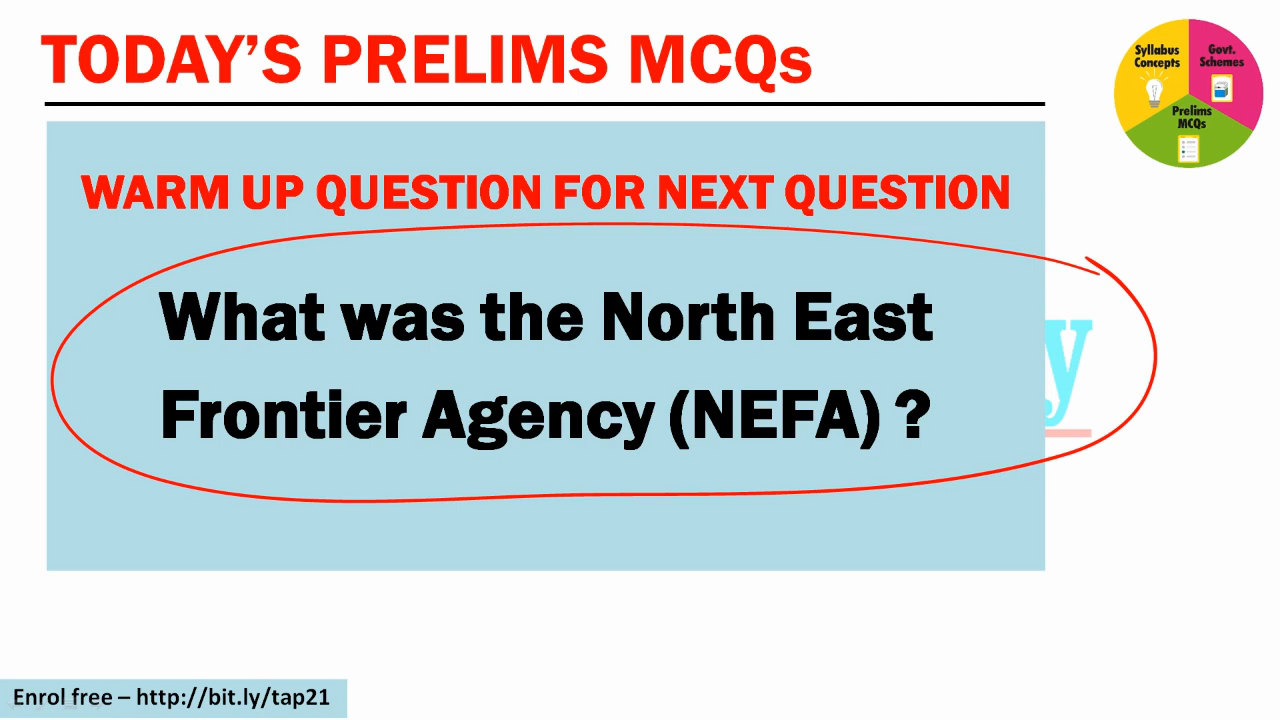 TODAY'S PRELIMS MCQs
Syllabus
Concepts
Govt.
Schemes
Prelims
MCQs
WARM UP QUESTION FOR NEXT QUESTION
What was the North East
Frontier Agency (NEFA) ?
y
Enrol free – http://bit.ly/tap21